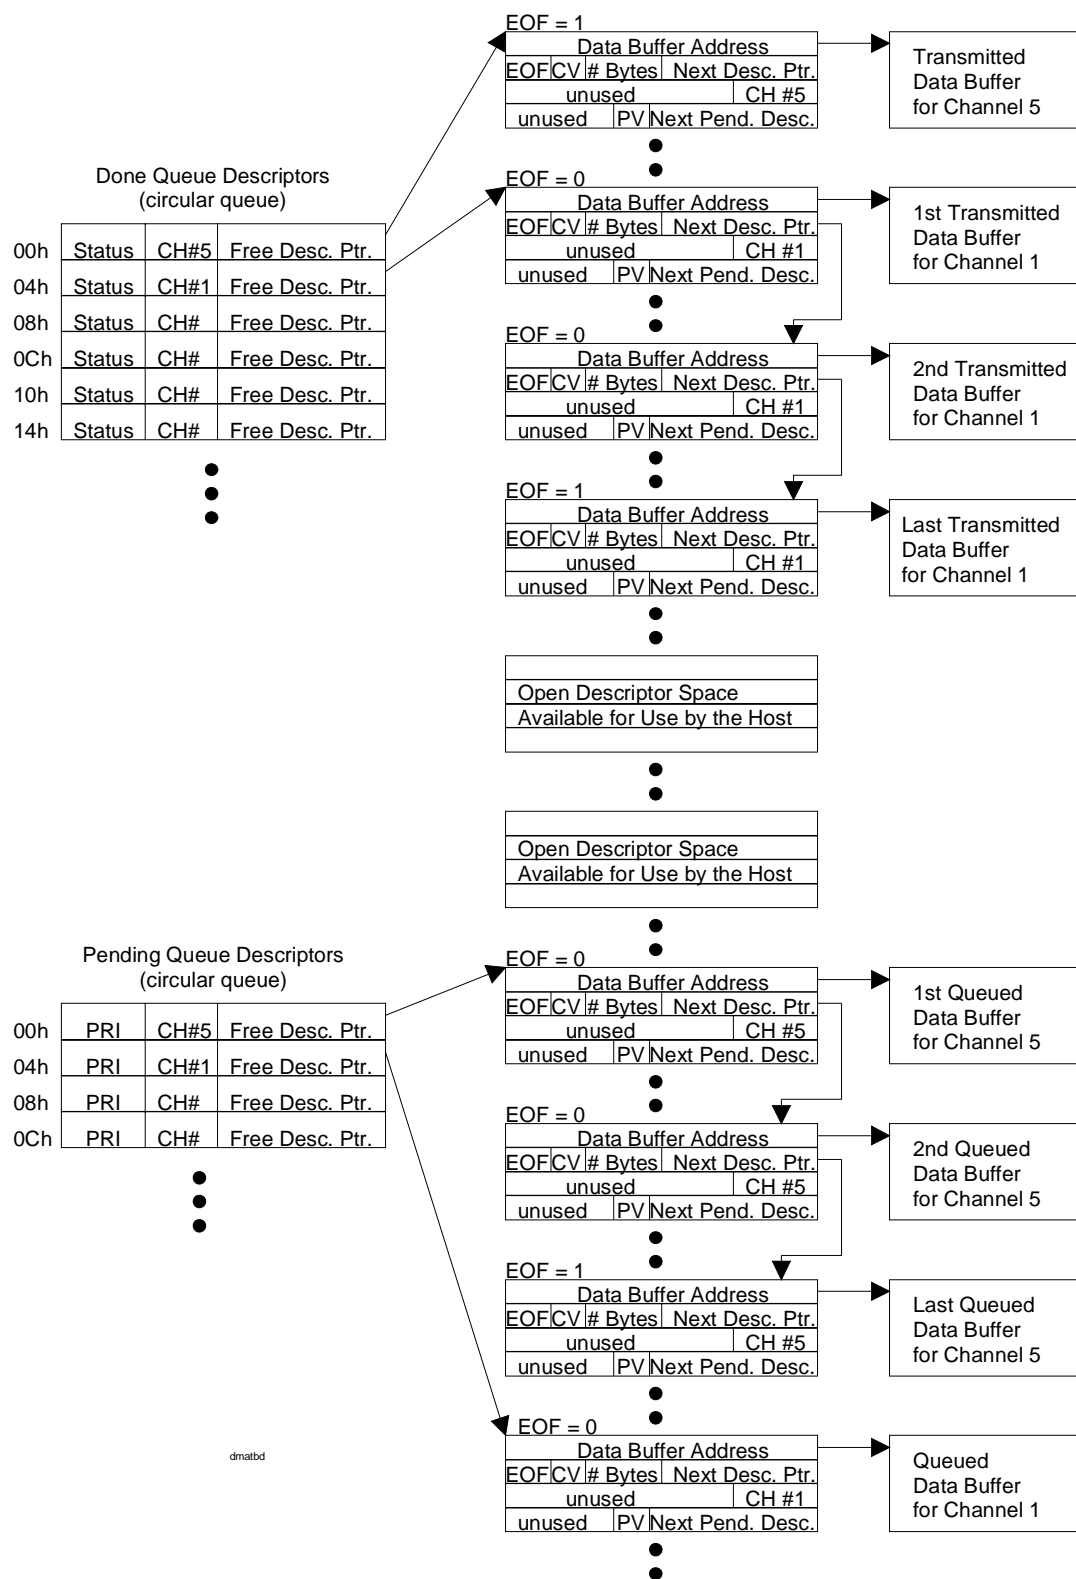 EOF = 1
Data Buffer Address
EOF CV # Bytes Next Desc. Ptr.
unused CH #5
unused PV Next Pend. Desc.
Transmitted
Data Buffer
for Channel 5
Done Queue Descriptors
(circular queue)
00h Status CH#5 Free Desc. Ptr.
04h Status CH#1 Free Desc. Ptr.
08h Status CH# Free Desc. Ptr.
0Ch Status CH# Free Desc. Ptr.
10h Status CH# Free Desc. Ptr.
14h Status CH# Free Desc. Ptr.
EOF = 0
Data Buffer Address
EOF CV # Bytes Next Desc. Ptr.
unused CH #1
unused PV Next Pend. Desc.
1st Transmitted
Data Buffer
for Channel 1
EOF = 0
Data Buffer Address
EOF CV # Bytes Next Desc. Ptr.
unused CH #1
unused PV Next Pend. Desc.
2nd Transmitted
Data Buffer
for Channel 1
EOF = 1
Data Buffer Address
EOF CV # Bytes Next Desc. Ptr.
unused CH #1
unused PV Next Pend. Desc.
Last Transmitted
Data Buffer
for Channel 1
Open Descriptor Space
Available for Use by the Host
Open Descriptor Space
Available for Use by the Host
Pending Queue Descriptors
(circular queue)
00h PRI CH#5 Free Desc. Ptr.
04h PRI CH#1 Free Desc. Ptr.
08h PRI CH# Free Desc. Ptr.
0Ch PRI CH# Free Desc. Ptr.
EOF = 0
Data Buffer Address
EOF CV # Bytes Next Desc. Ptr.
unused CH #5
unused PV Next Pend. Desc.
1st Queued
Data Buffer
for Channel 5
EOF = 0
Data Buffer Address
EOF CV # Bytes Next Desc. Ptr.
unused CH #5
unused PV Next Pend. Desc.
2nd Queued
Data Buffer
for Channel 5
EOF = 1
Data Buffer Address
EOF CV # Bytes Next Desc. Ptr.
unused CH #5
unused PV Next Pend. Desc.
Last Queued
Data Buffer
for Channel 5
EOF = 0
Data Buffer Address
EOF CV # Bytes Next Desc. Ptr.
unused CH #1
unused PV Next Pend. Desc.
Queued
Data Buffer
for Channel 1
dmatbd